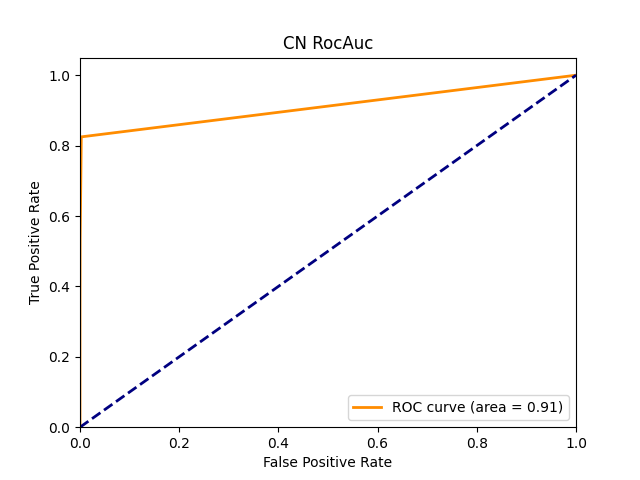 CN RocAuc
True Positive Rate
1.0
0.8
0.6
0.4
0.2
0.0
ROC curve (area = 0.91)
0.0 0.2 0.4 0.6 0.8 1.0
False Positive Rate